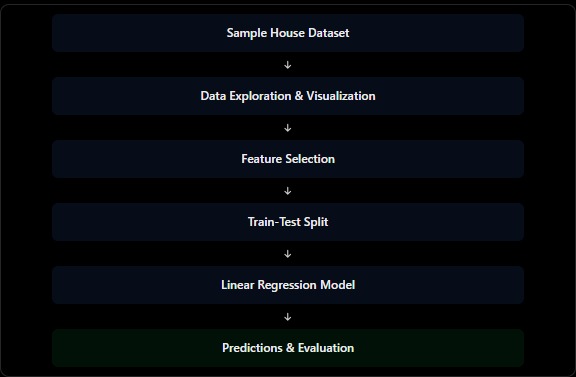 Sample House Dataset
↓
Data Exploration & Visualization
↓
Feature Selection
↓
Train-Test Split
↓
Linear Regression Model
↓
Predictions & Evaluation